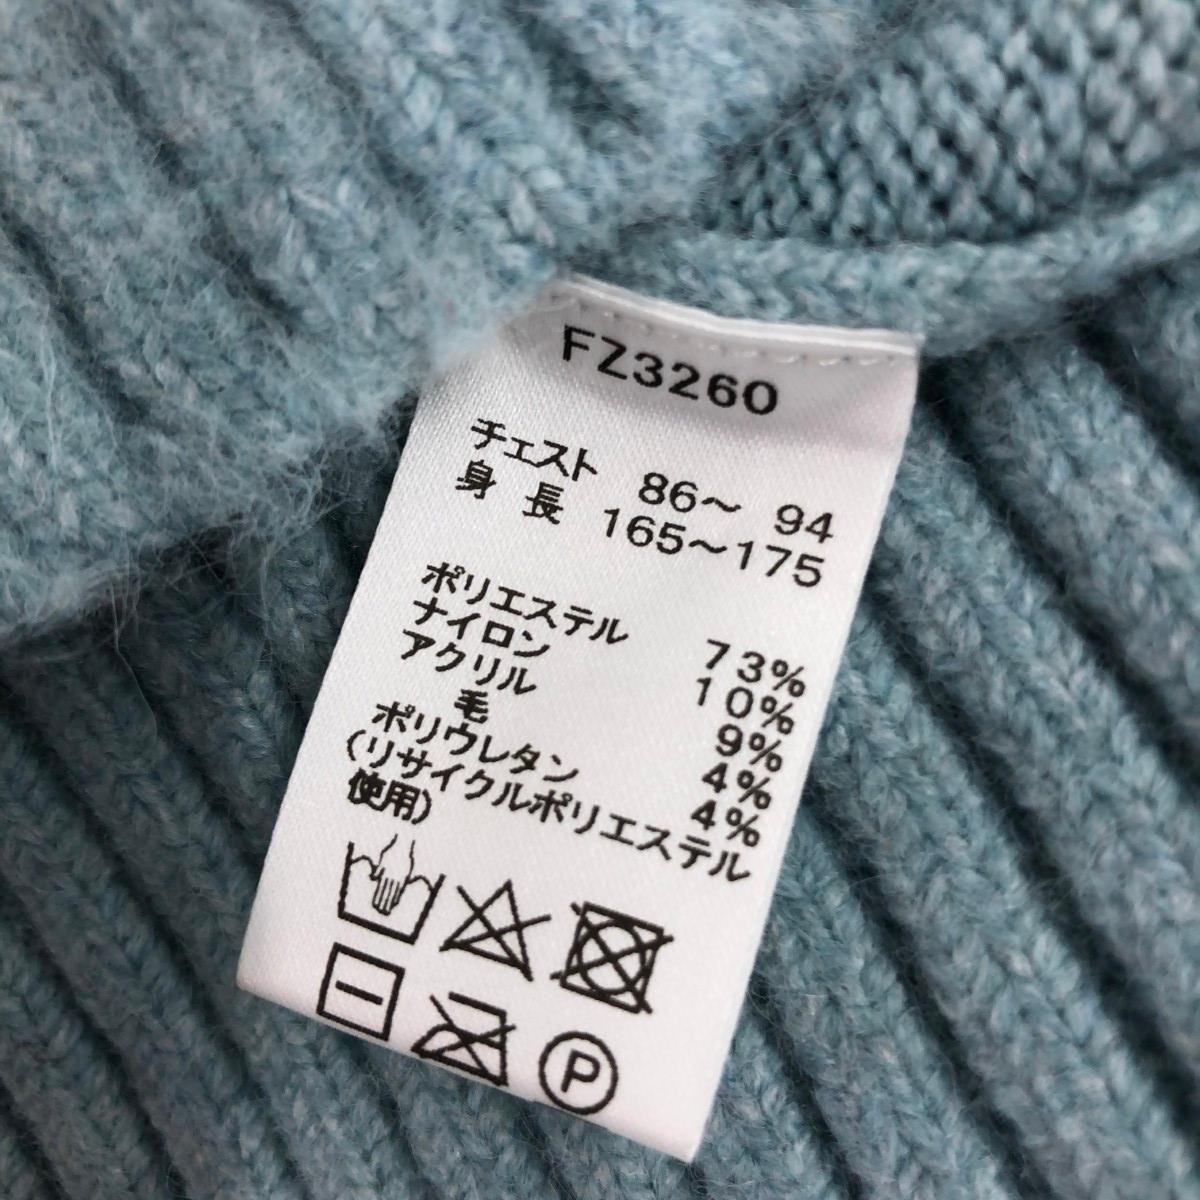 FZ3260
チェスト 86～ 94
身 長 165～175
ポリエステル 73%
ナイロン 10%
アクリル 9%
毛 4%
ポリウレタン 4%
(リサイクルポリエステル
使用)
P